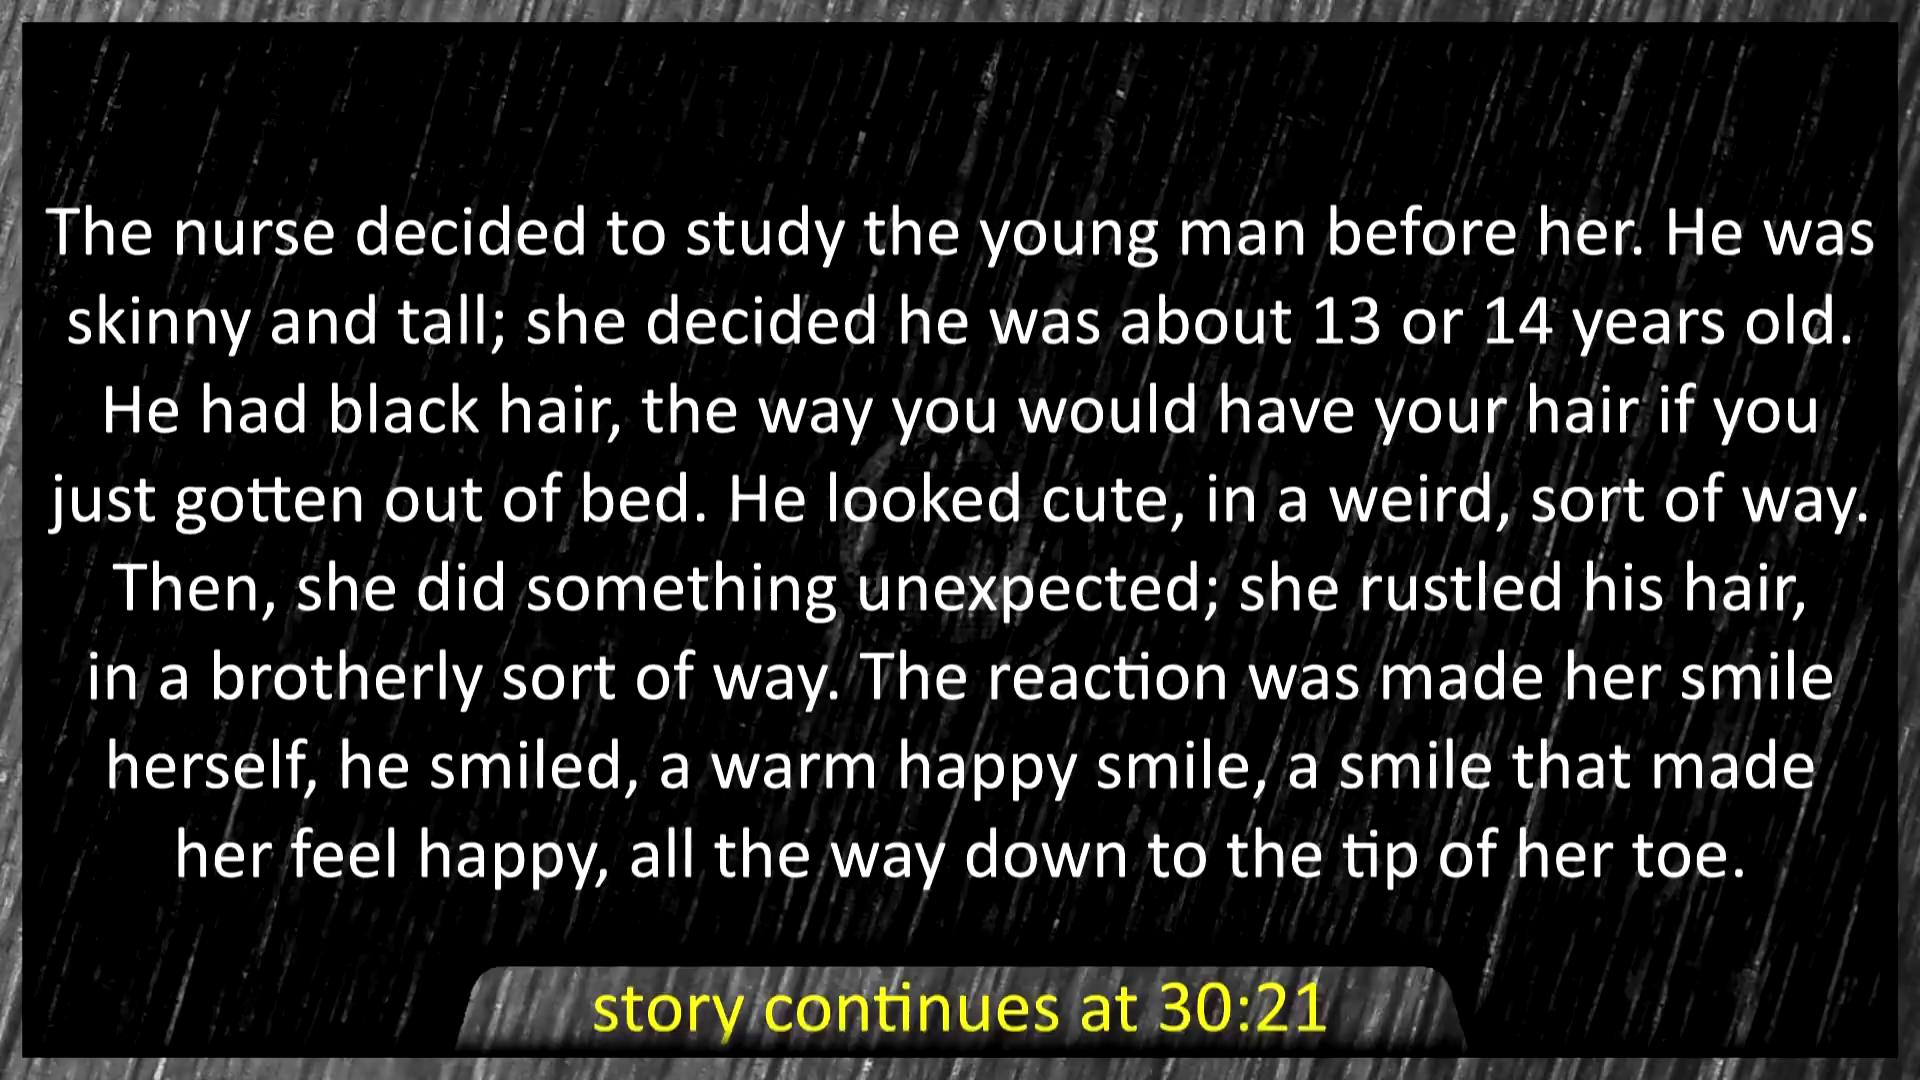 The nurse decided to study the young man before her. He was
skinny and tall; she decided he was about 13 or 14 years old.
He had black hair, the way you would have your hair if you
just gotten out of bed. He looked cute, in a weird, sort of way.
Then, she did something unexpected; she rustled his hair,
in a brotherly sort of way. The reaction was made her smile
herself, he smiled, a warm happy smile, a smile that made
her feel happy, all the way down to the tip of her toe.
story continues at 30:21